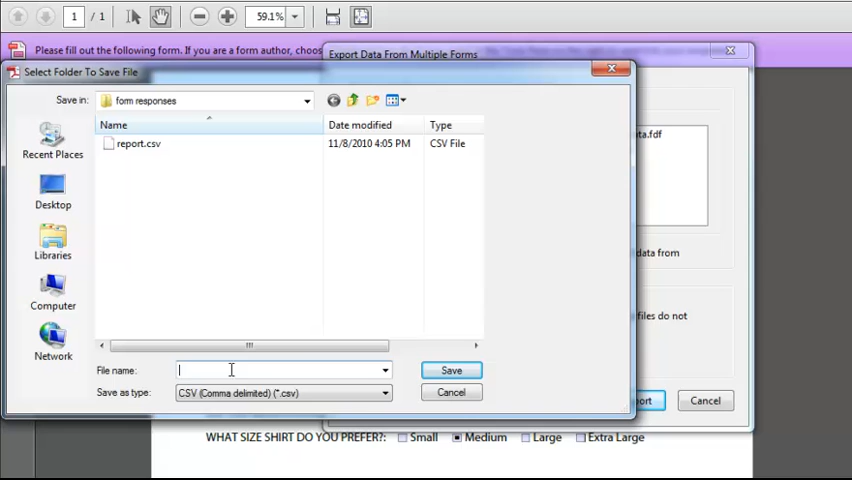 1 / 1
59.1%
Please fill out the following form. If you are a form author, choos
Export Data From Multiple Forms
Select Folder To Save File
Save in: form responses
Name Date modified Type
report.csv 11/8/2010 4:05 PM CSV File
Recent Places
Desktop
Libraries
Computer
Network
ta.fdf
data from
files do not
File name: Save
Save as type: CSV (Comma delimited) (*.csv) Cancel
ort Cancel
WHAT SIZE SHIRT DO YOU PREFER?: Small Medium Large Extra Large